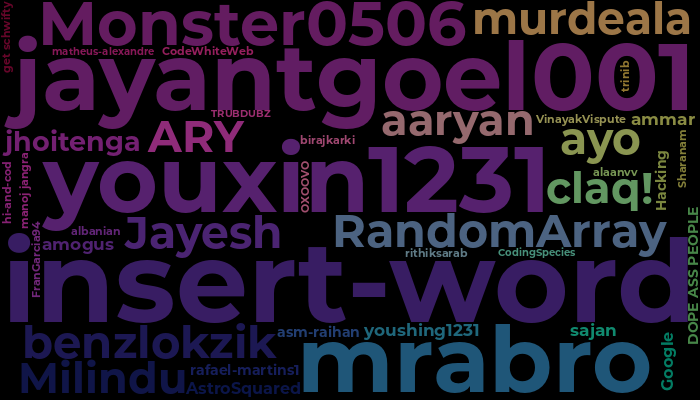 get schwifty
Monster0506
murdeala
matheus-alexandre
CodeWhiteWeb
jayantgoel001
trinib
TRUBDUBZ
aaryan
VinayakVispute
ammar
jhoitenga
ARY
birajkarki
ayo
Sharanam
hi-and-cod
manoj jangra
youxin1231
OXOOVO
alaanvv
claq!
Hacking
FranGarcia94
albanian
amogus
Jayesh
RandomArray
rithiksarab
CodingSpecies
DOPE ASS PEOPLE
insert-word
benzlokzik
asm-raihan
youshing1231
sajan
Google
Milindu
rafael-martins1
AstroSquared
mrabro